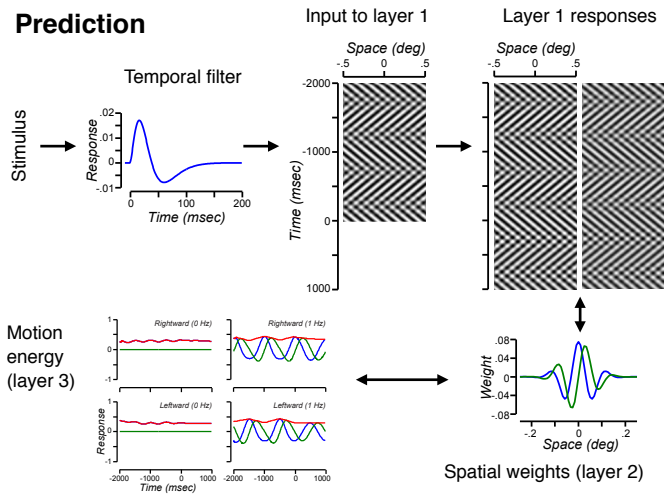 Prediction
Input to layer 1
Layer 1 responses
Space (deg)
-.5 0 .5
Space (deg)
-.5 0 .5
Temporal filter
Stimulus
Response
.02
.01
0
-.01
0 100 200
Time (msec)
Time (msec)
-2000
-1000
0
1000
Motion
energy
(layer 3)
Rightward (0 Hz)
Rightward (1 Hz)
1
0
-1
Leftward (0 Hz)
Leftward (1 Hz)
Response
1
0
-1
-2000 -1000 0 1000
-2000 -1000 0 1000
Time (msec)
Weight
.08
.04
0
-.04
-.08
-.2 0 .2
Space (deg)
Spatial weights (layer 2)